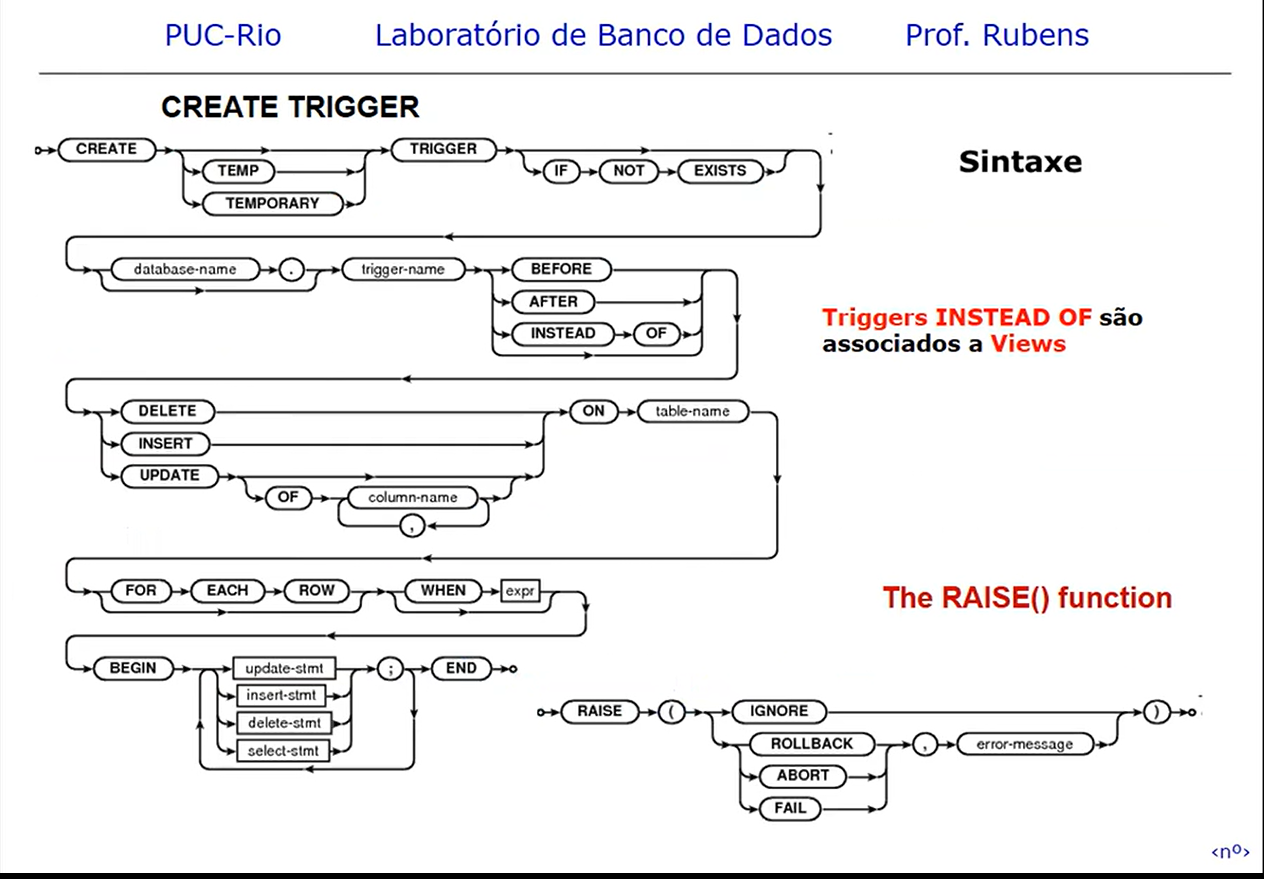 PUC-Rio Laboratório de Banco de Dados Prof. Rubens
CREATE TRIGGER
Sintaxe
CREATE TRIGGER
TEMP IF NOT EXISTS
TEMPORARY
database-name . trigger-name BEFORE
AFTER
INSTEAD OF
Triggers INSTEAD OF são
associados a Views
DELETE ON table-name
INSERT
UPDATE
OF column-name
,
FOR EACH ROW WHEN expr
The RAISE() function
BEGIN update-stmt ; END
insert-stmt
delete-stmt
select-stmt
RAISE ( IGNORE )
ROLLBACK , error-message
ABORT
FAIL
<nº>